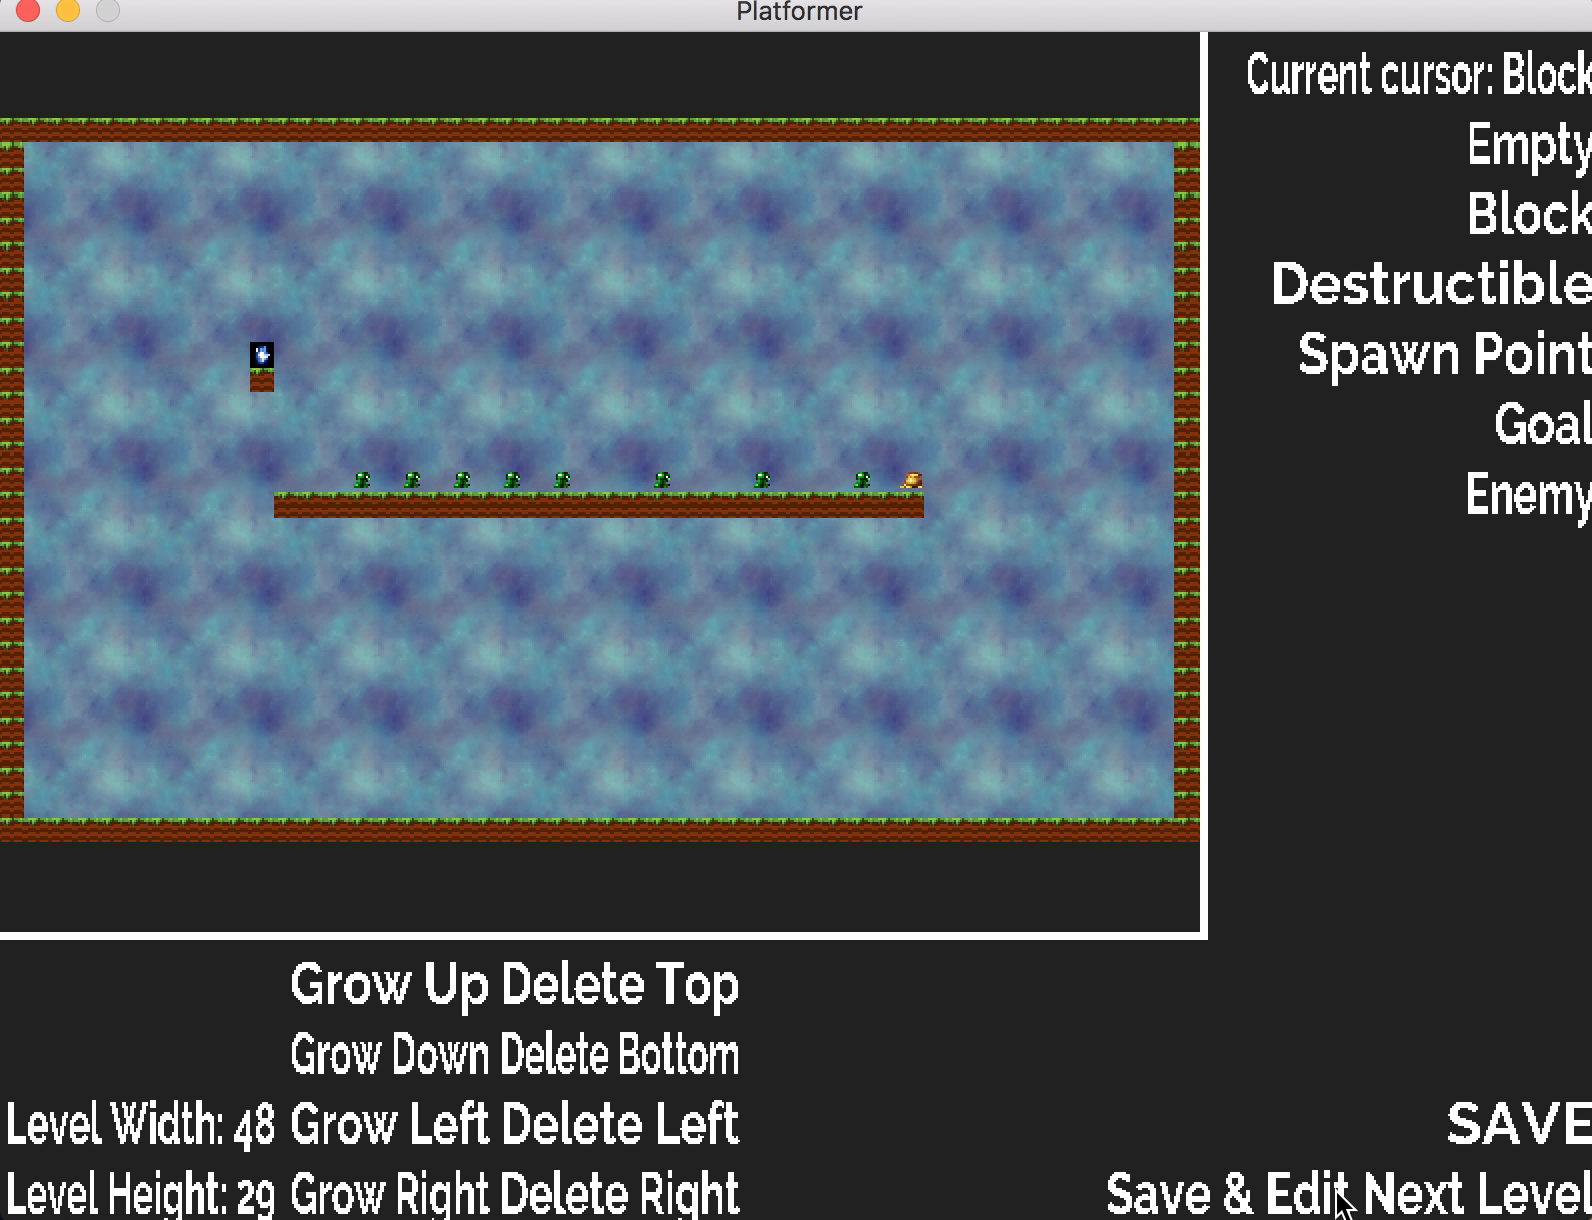 Platformer
Current cursor: Block
Empty
Block
Destructible
Spawn Point
Goal
Enemy
Grow Up Delete Top
Grow Down Delete Bottom
Level Width: 48 Grow Left Delete Left
SAVE
Level Height: 29 Grow Right Delete Right
Save & Edit Next Level